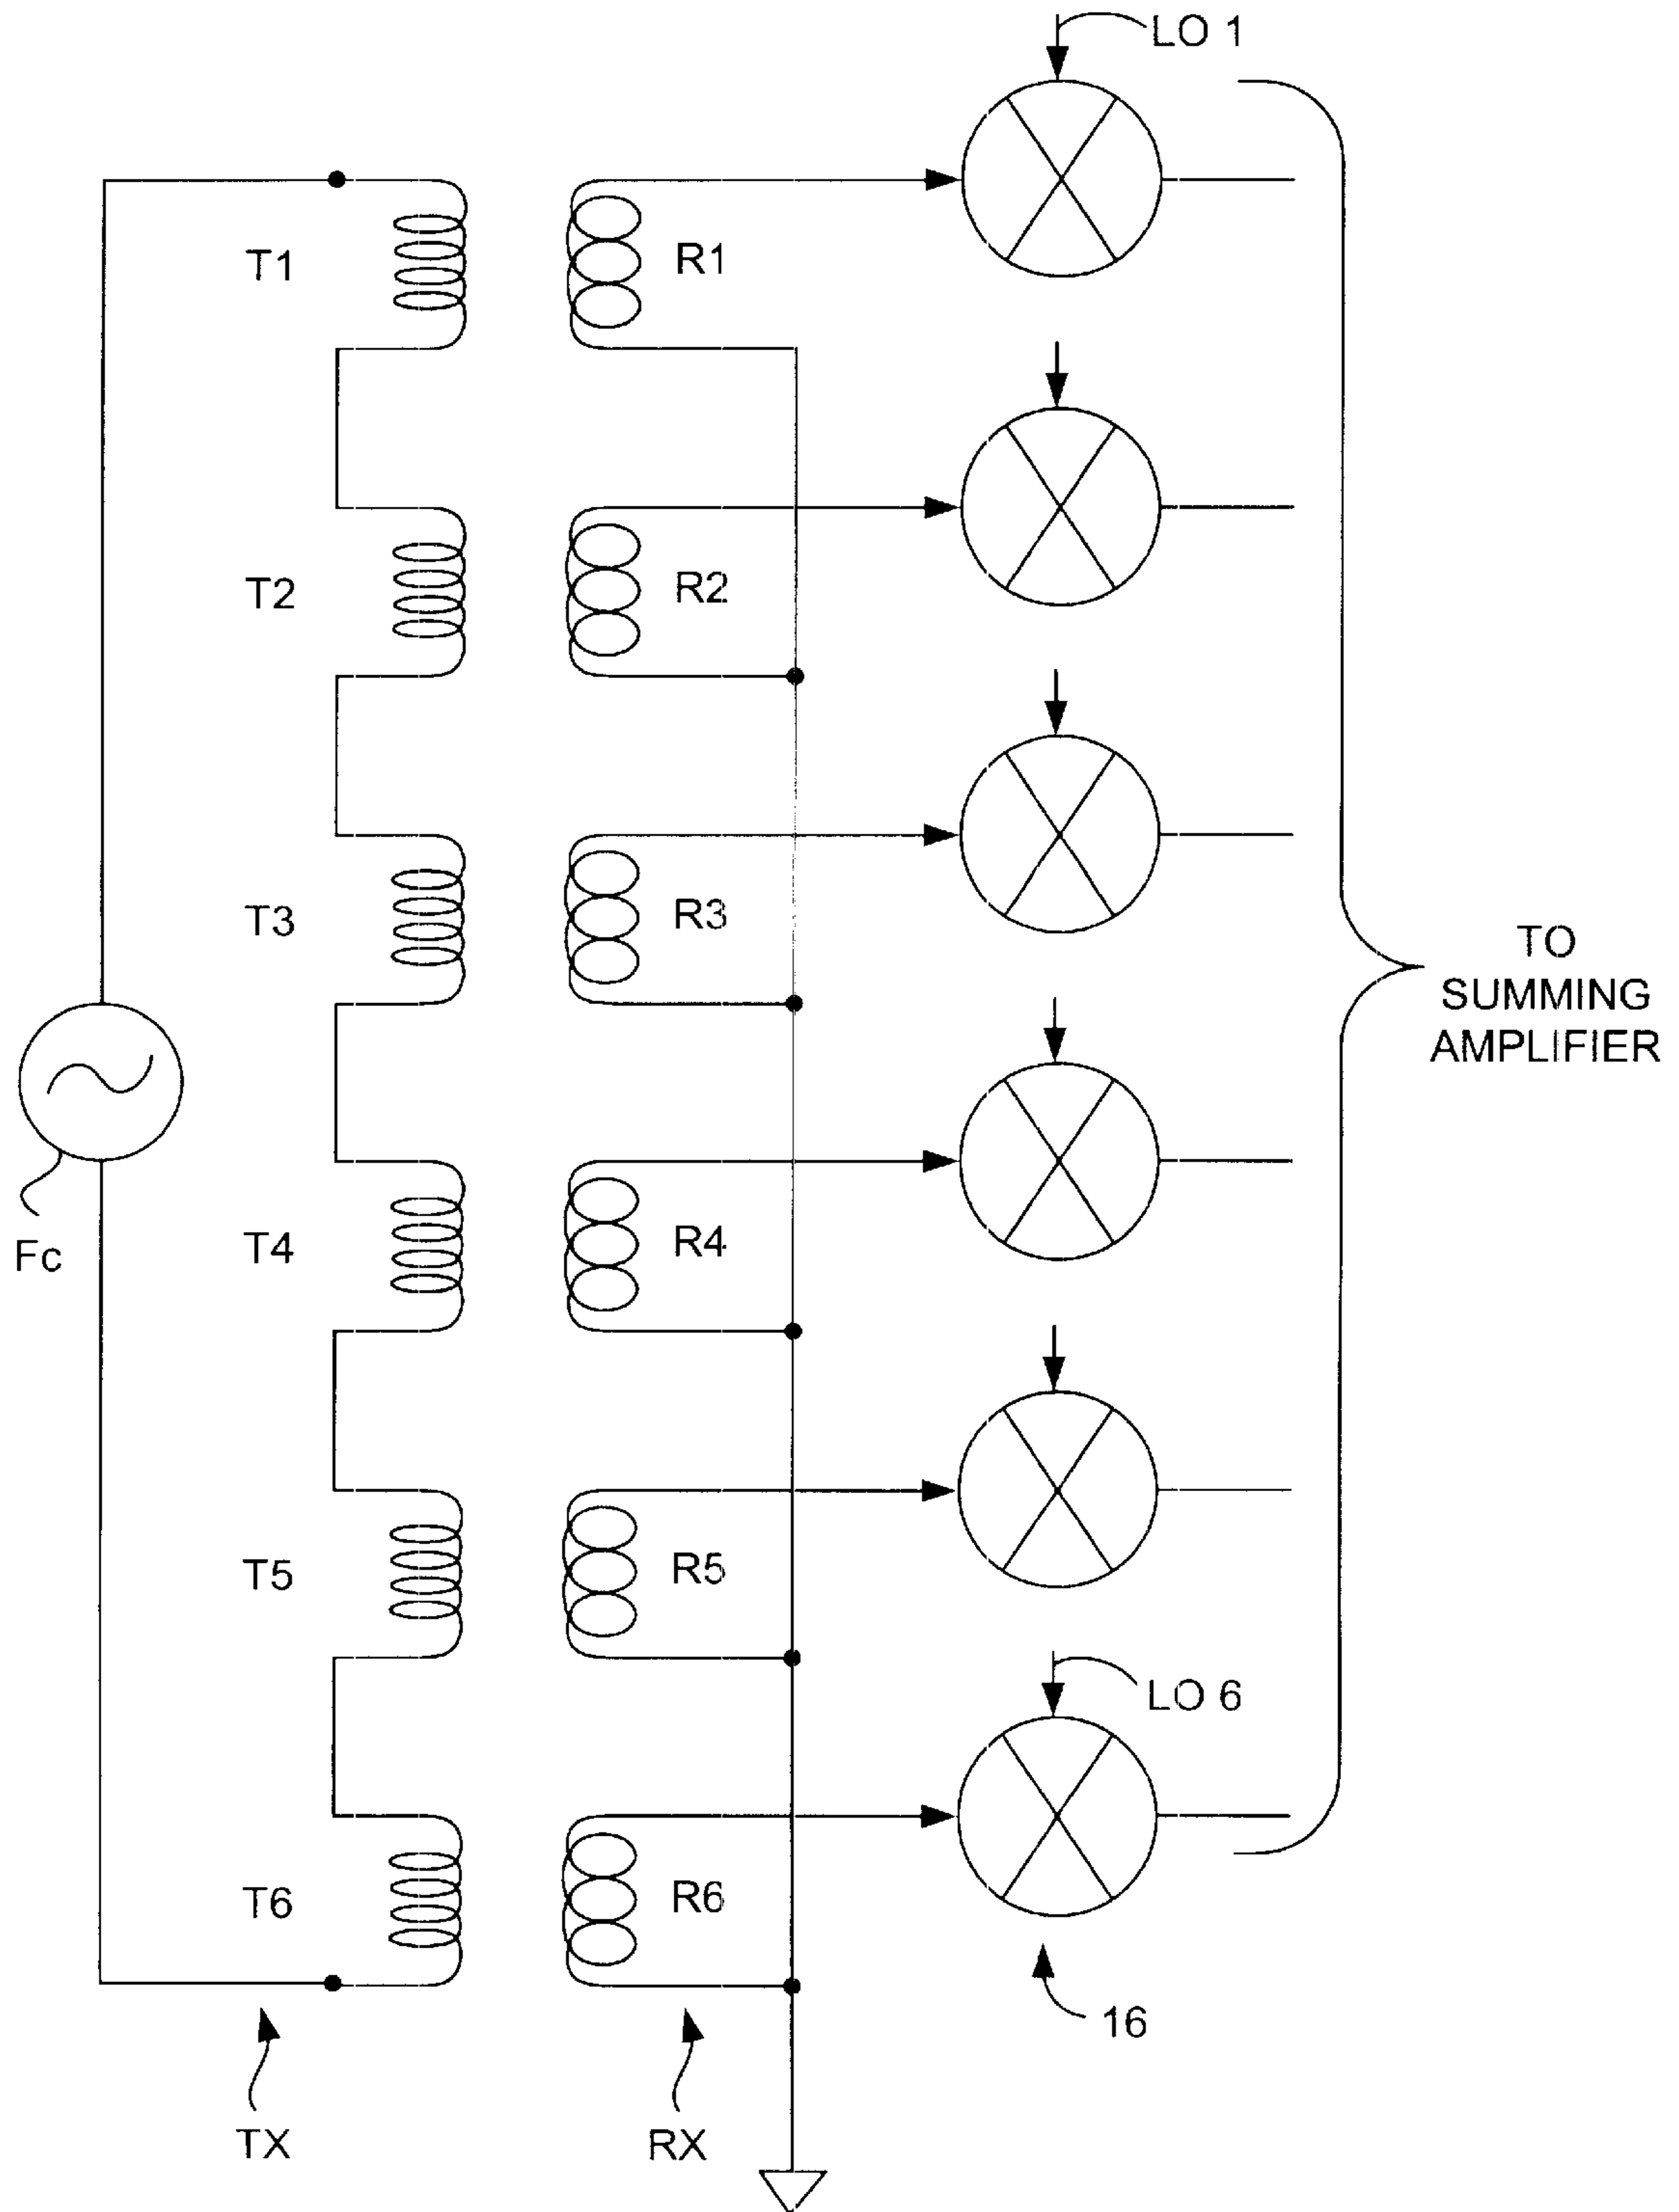 LO 1
T1
R1
T2
R2
T3
R3
TO
SUMMING
AMPLIFIER
Fc
T4
R4
T5
R5
LO 6
T6
R6
16
TX
RX